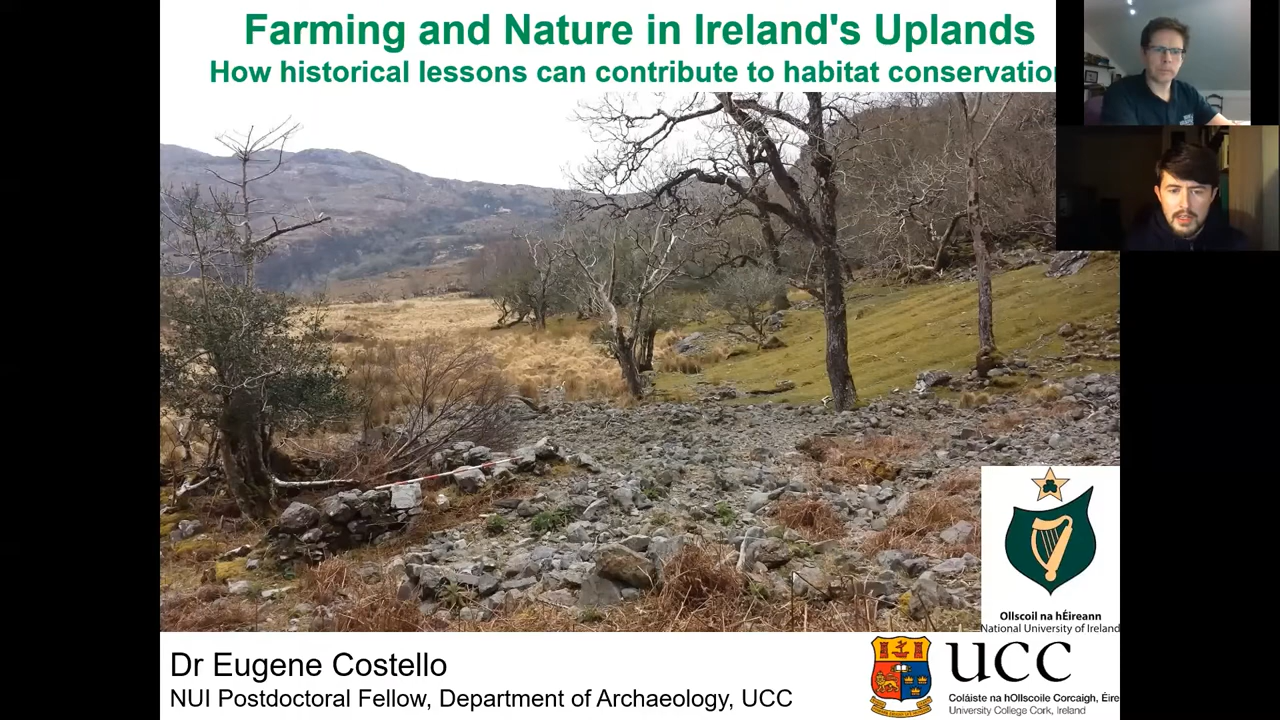 Farming and Nature in Ireland's Uplands
How historical lessons can contribute to habitat conservation
Ollscoil na hÉireann
National University of Ireland
Dr Eugene Costello
NUI Postdoctoral Fellow, Department of Archaeology, UCC
UCC
Coláiste na hOllscoile Corcaigh, Éire
University College Cork, Ireland